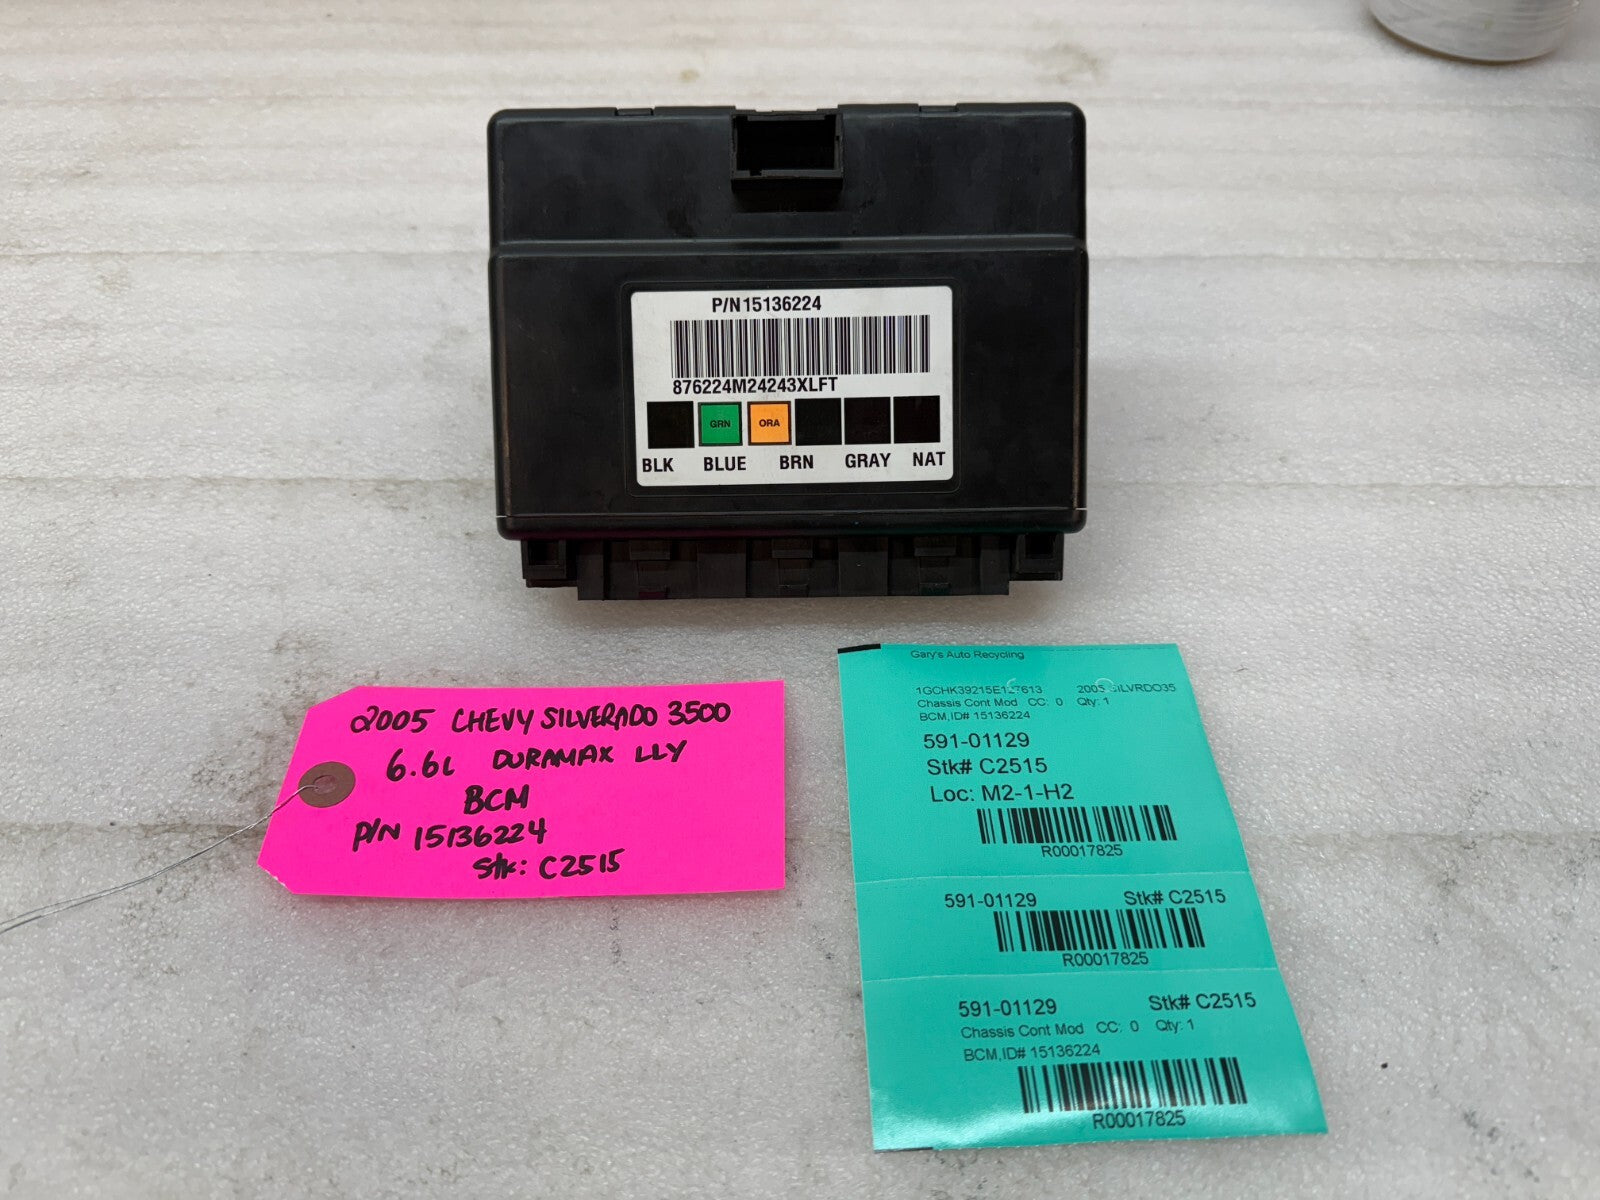 P/N15136224
876224M24243XLFT
GRN ORA
BLK BLUE BRN GRAY NAT
2005 CHEVY SILVERADO 3500
6.6L DURAMAX LLY
BCM
P/N 15136224
Stk: C2515
Gary's Auto Recycling
2005 SILVRDO35
Chassis Cont Mod CC: 0 Qty: 1
BCM,ID# 15136224
591-01129
Stk# C2515
Loc: M2-1-H2
R00017825
591-01129 Stk# C2515
R00017825
591-01129 Stk# C2515
Chassis Cont Mod CC: 0 Qty: 1
BCM,ID# 15136224
R00017825